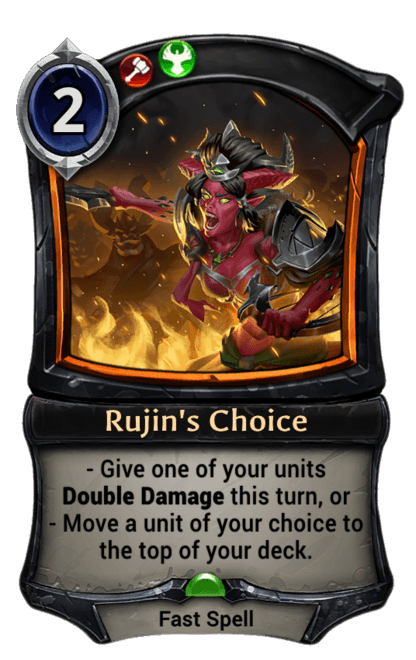 2
Rujin's Choice
- Give one of your units
Double Damage this turn, or
- Move a unit of your choice to
the top of your deck.
Fast Spell